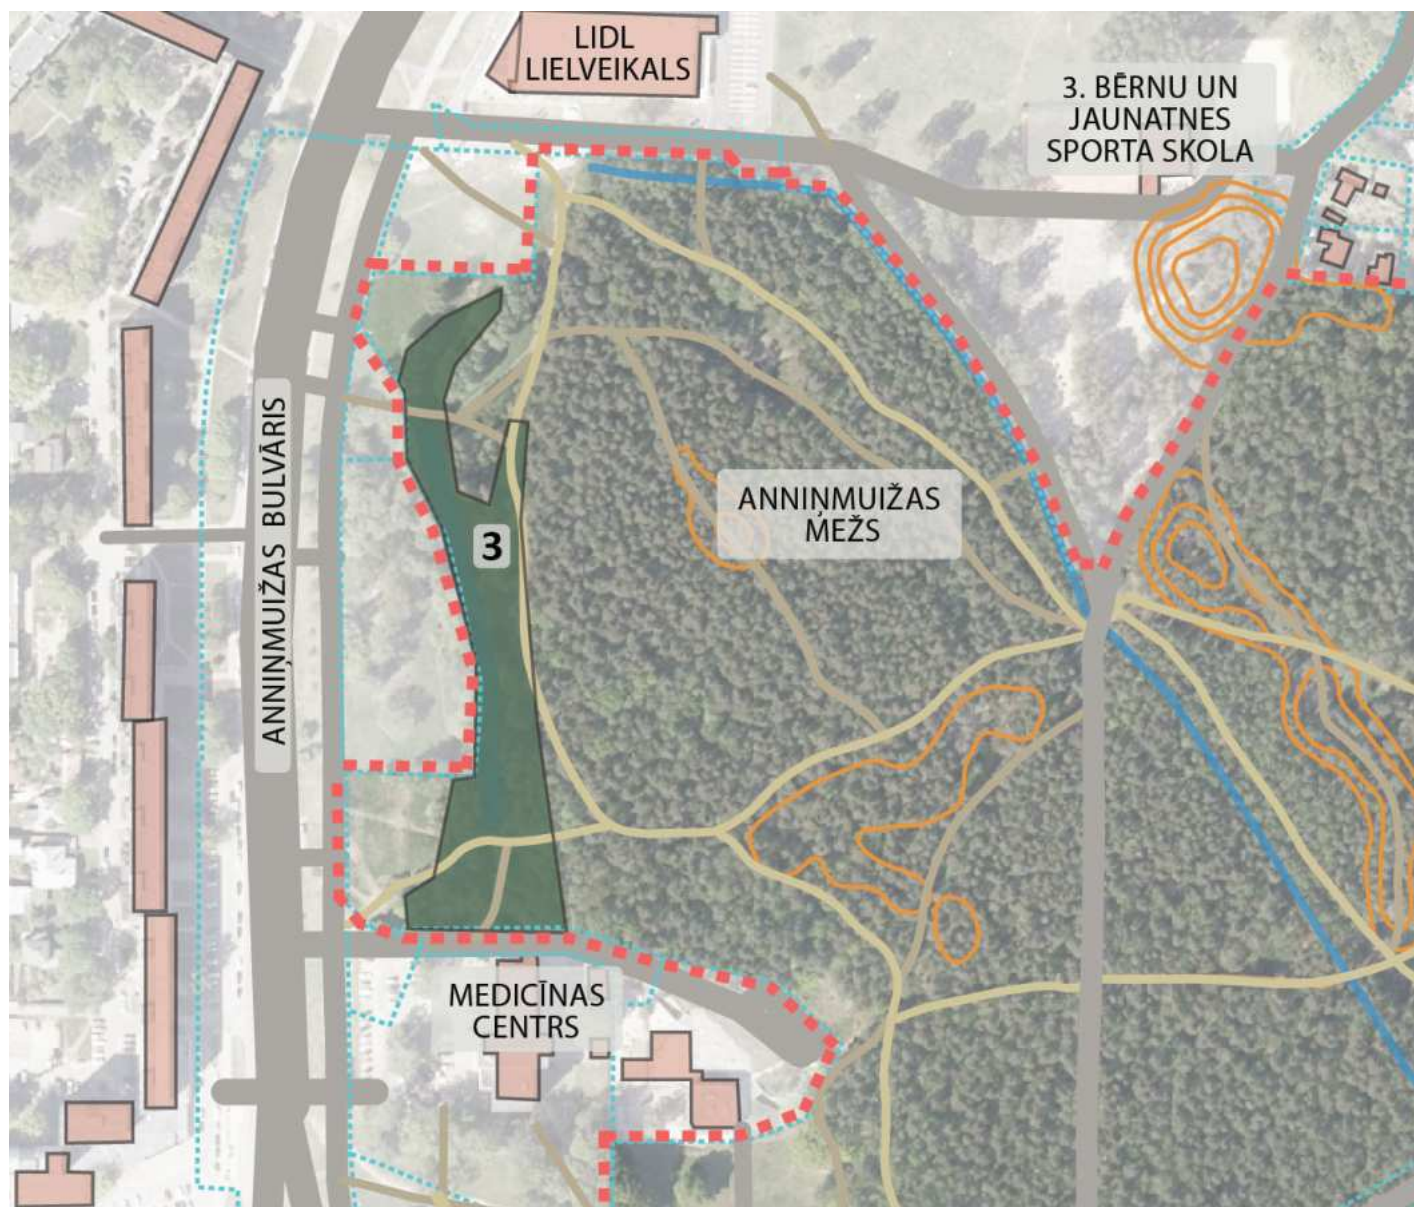 LIDL
LIELVEIKALS
3. BĒRNU UN
JAUNATNES
SPORTA SKOLA
ANNIŅMUIŽAS BULVĀRIS
ANNIŅMUIŽAS
MEŽS
3
MEDICĪNAS
CENTRS